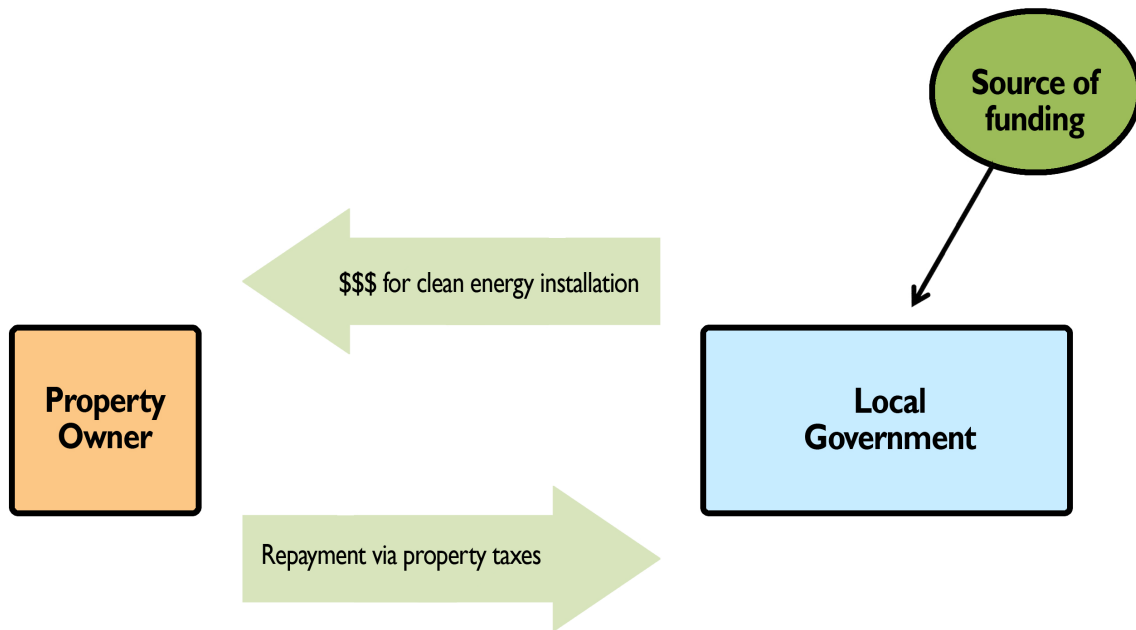 Source of
funding
$$$ for clean energy installation
Property
Owner
Local
Government
Repayment via property taxes